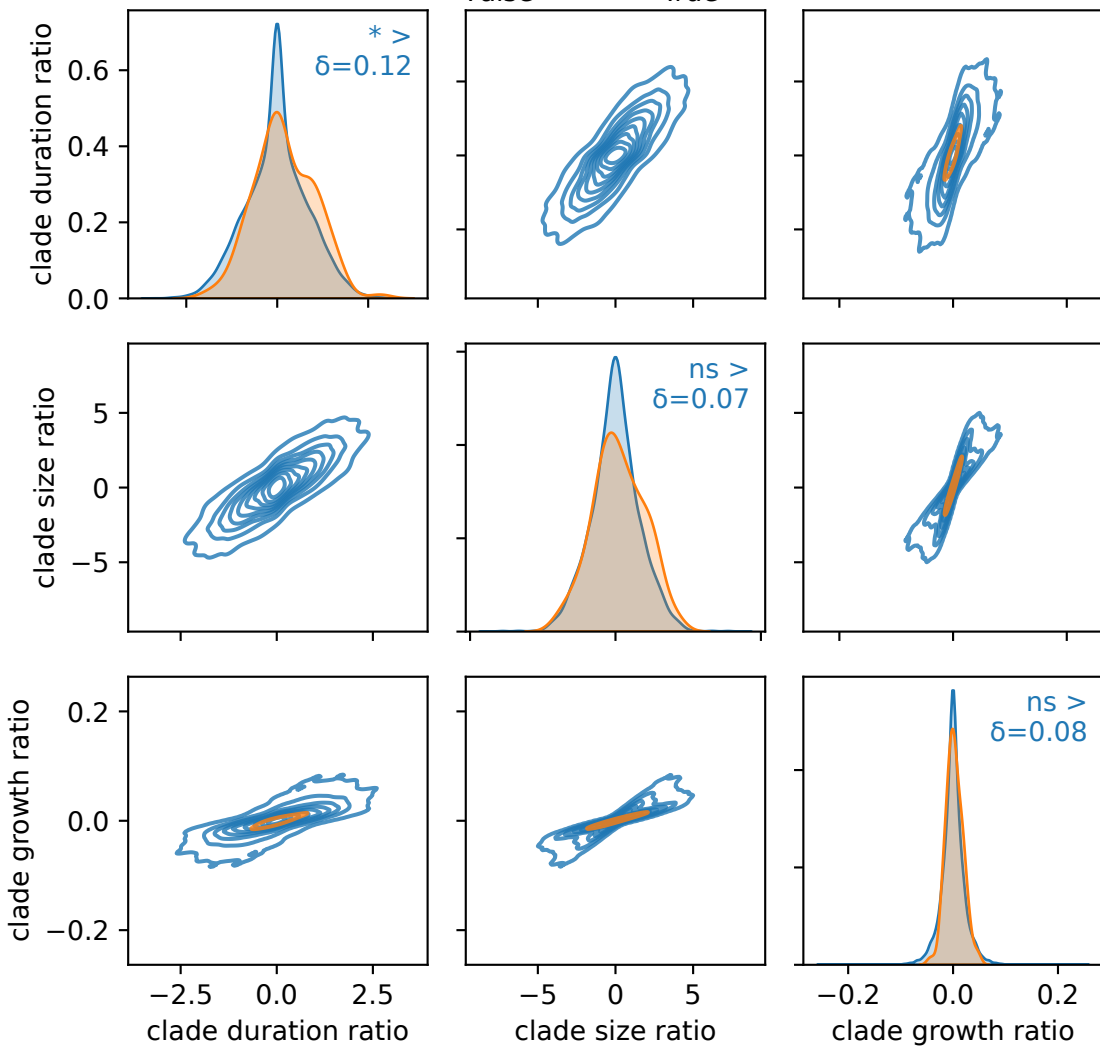 clade duration ratio
0.6
0.4
0.2
0.0
* >
δ=0.12
clade size ratio
5
0
−5
ns >
δ=0.07
clade growth ratio
0.2
0.0
−0.2
ns >
δ=0.08
−2.5 0.0 2.5
−5 0 5
−0.2 0.0 0.2
clade duration ratio
clade size ratio
clade growth ratio